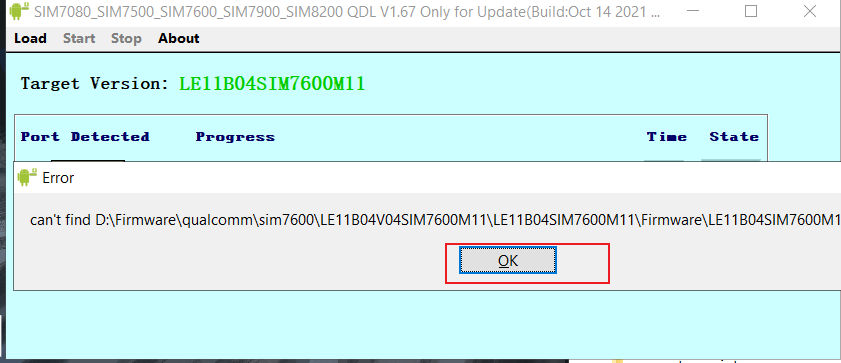 SIM7080_SIM7500_SIM7600_SIM7900_SIM8200 QDL V1.67 Only for Update(Build:Oct 14 2021 ...
Load Start Stop About
Target Version: LE11B04SIM7600M11
Port Detected Progress Time State
Error
can't find D:\Firmware\qualcomm\sim7600\LE11B04V04SIM7600M11\LE11B04SIM7600M11\Firmware\LE11B04SIM7600M1
OK